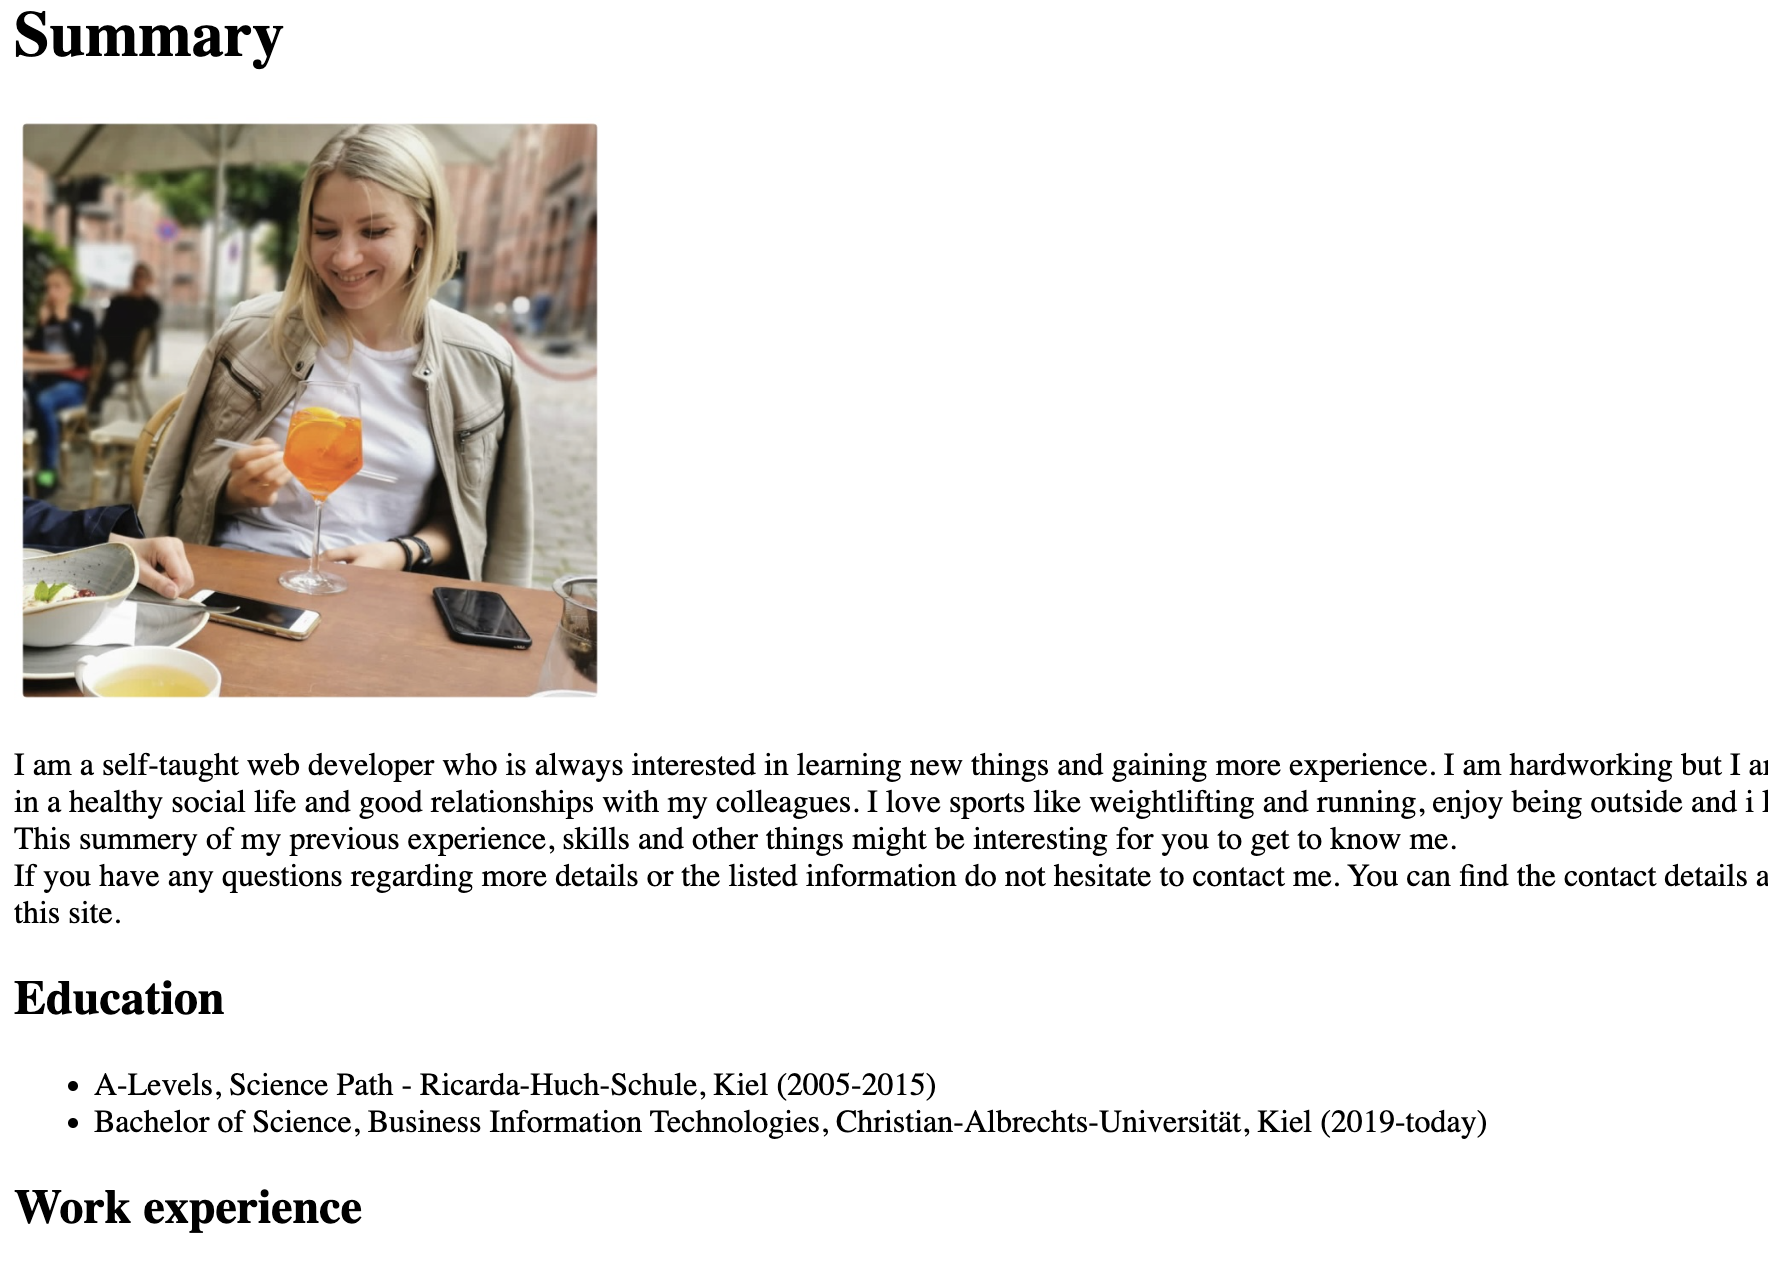 Summary
I am a self-taught web developer who is always interested in learning new things and gaining more experience. I am hardworking but I
in a healthy social life and good relationships with my colleagues. I love sports like weightlifting and running, enjoy being outside and i
This summery of my previous experience, skills and other things might be interesting for you to get to know me.
If you have any questions regarding more details or the listed information do not hesitate to contact me. You can find the contact details
this site.
Education
• A-Levels, Science Path - Ricarda-Huch-Schule, Kiel (2005-2015)
• Bachelor of Science, Business Information Technologies, Christian-Albrechts-Universität, Kiel (2019-today)
Work experience